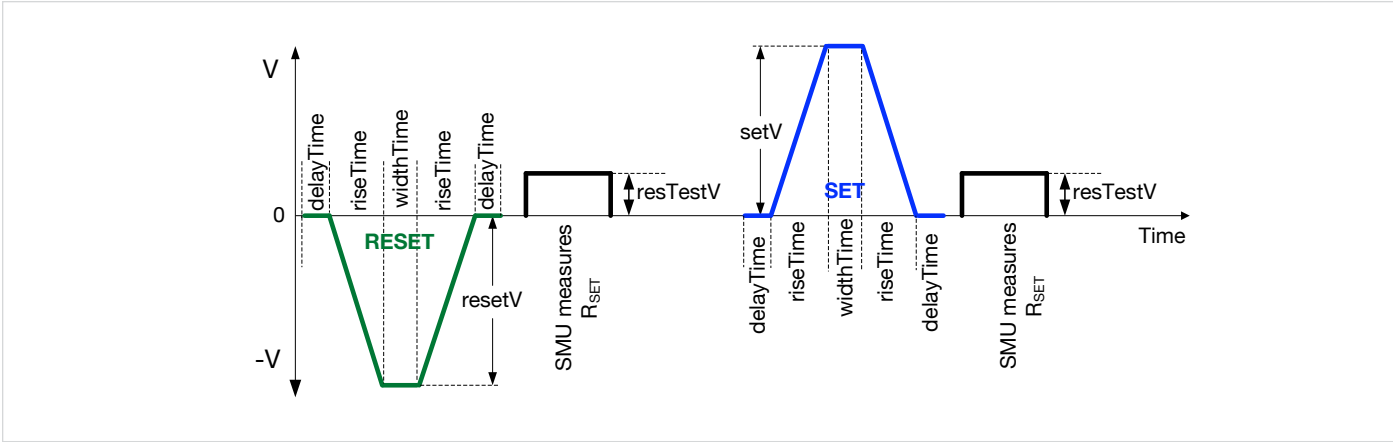 V
delayTime
riseTime
widthTime
riseTime
delayTime
0
RESET
resetV
-V
resTestV
SMU measures
RSET
setV
SET
delayTime
riseTime
widthTime
riseTime
delayTime
resTestV
SMU measures
RSET
Time